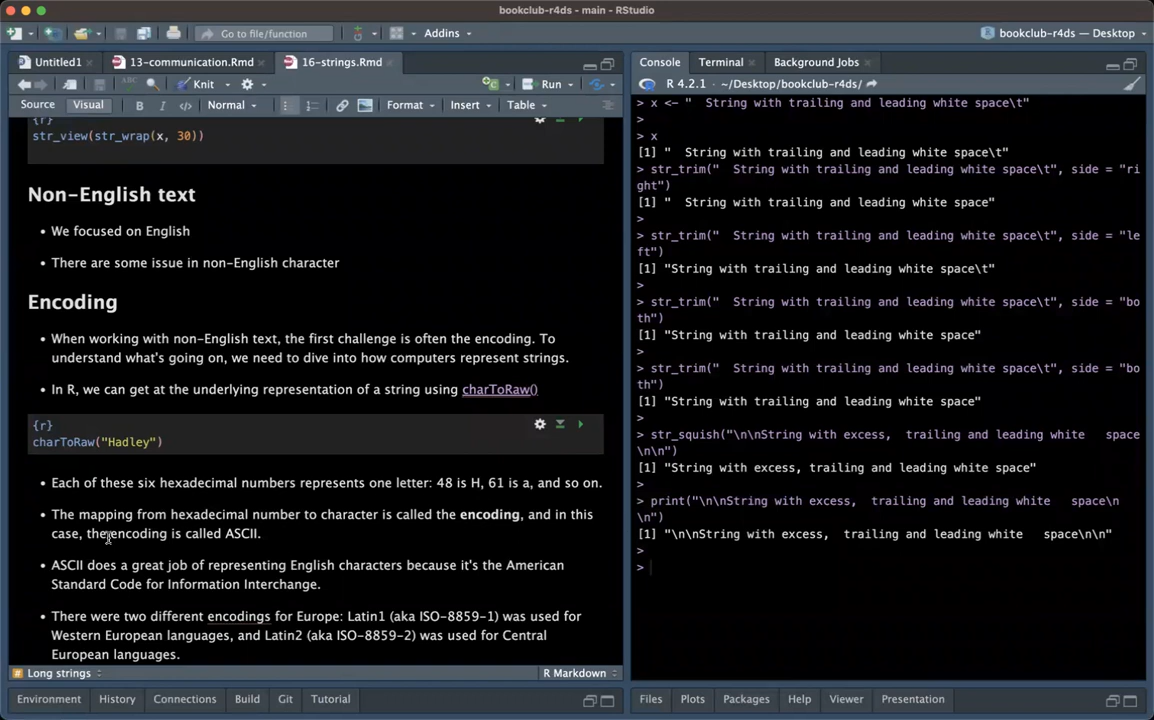 bookclub-r4ds - main - RStudio
Go to file/function
Addins
bookclub-r4ds — Desktop
Untitled1
13-communication.Rmd
16-strings.Rmd
Knit
Run
Source
Visual
B
I
</>
Normal
Format
Insert
Table
{r}
str_view(str_wrap(x, 30))
Non-English text
• We focused on English
• There are some issue in non-English character
Encoding
• When working with non-English text, the first challenge is often the encoding. To
understand what's going on, we need to dive into how computers represent strings.
• In R, we can get at the underlying representation of a string using charToRaw()
{r}
charToRaw("Hadley")
• Each of these six hexadecimal numbers represents one letter: 48 is H, 61 is a, and so on.
• The mapping from hexadecimal number to character is called the encoding, and in this
case, the encoding is called ASCII.
• ASCII does a great job of representing English characters because it's the American
Standard Code for Information Interchange.
• There were two different encodings for Europe: Latin1 (aka ISO-8859-1) was used for
Western European languages, and Latin2 (aka ISO-8859-2) was used for Central
European languages.
# Long strings
R Markdown
Environment
History
Connections
Build
Git
Tutorial
Console
Terminal
Background Jobs
R 4.2.1 · ~/Desktop/bookclub-r4ds/
> x <- "  String with trailing and leading white space\t"
>
> x
[1] "  String with trailing and leading white space\t"
> str_trim("  String with trailing and leading white space\t", side = "ri
ght")
[1] "  String with trailing and leading white space"
>
> str_trim("  String with trailing and leading white space\t", side = "le
ft")
[1] "String with trailing and leading white space\t"
>
> str_trim("  String with trailing and leading white space\t", side = "bo
th")
[1] "String with trailing and leading white space"
>
> str_trim("  String with trailing and leading white space\t", side = "bo
th")
[1] "String with trailing and leading white space"
>
> str_squish("\n\nString with excess,  trailing and leading white   space
\n\n")
[1] "String with excess, trailing and leading white space"
>
> print("\n\nString with excess,  trailing and leading white   space\n
\n")
[1] "\n\nString with excess,  trailing and leading white   space\n\n"
>
>
Files
Plots
Packages
Help
Viewer
Presentation